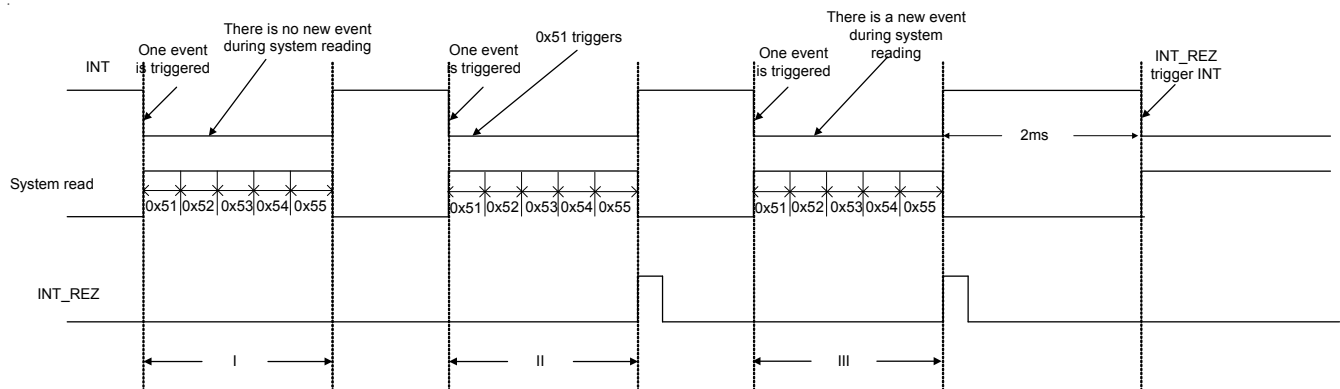 There is no new event
during system reading
One event
is triggered
INT
One event
is triggered
0x51 triggers
One event
is triggered
There is a new event
during system
reading
INT_REZ
trigger INT
2ms
System read
0x51 0x52 0x53 0x54 0x55
0x51 0x52 0x53 0x54 0x55
0x51 0x52 0x53 0x54 0x55
INT_REZ
I
II
III